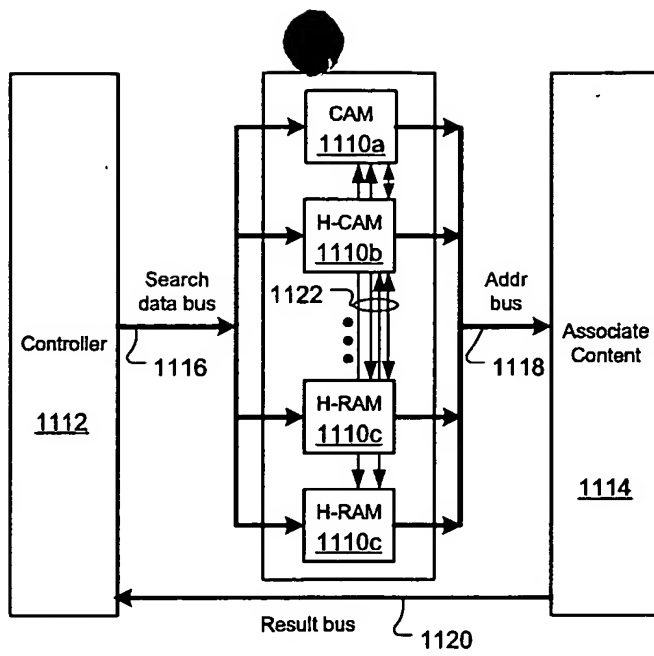 CAM
1110a
H-CAM
1110b
Search
data bus
1122
Addr
bus
Controller
1116
1118
Associate
Content
H-RAM
1110c
1112
1114
H-RAM
1110c
Result bus
1120